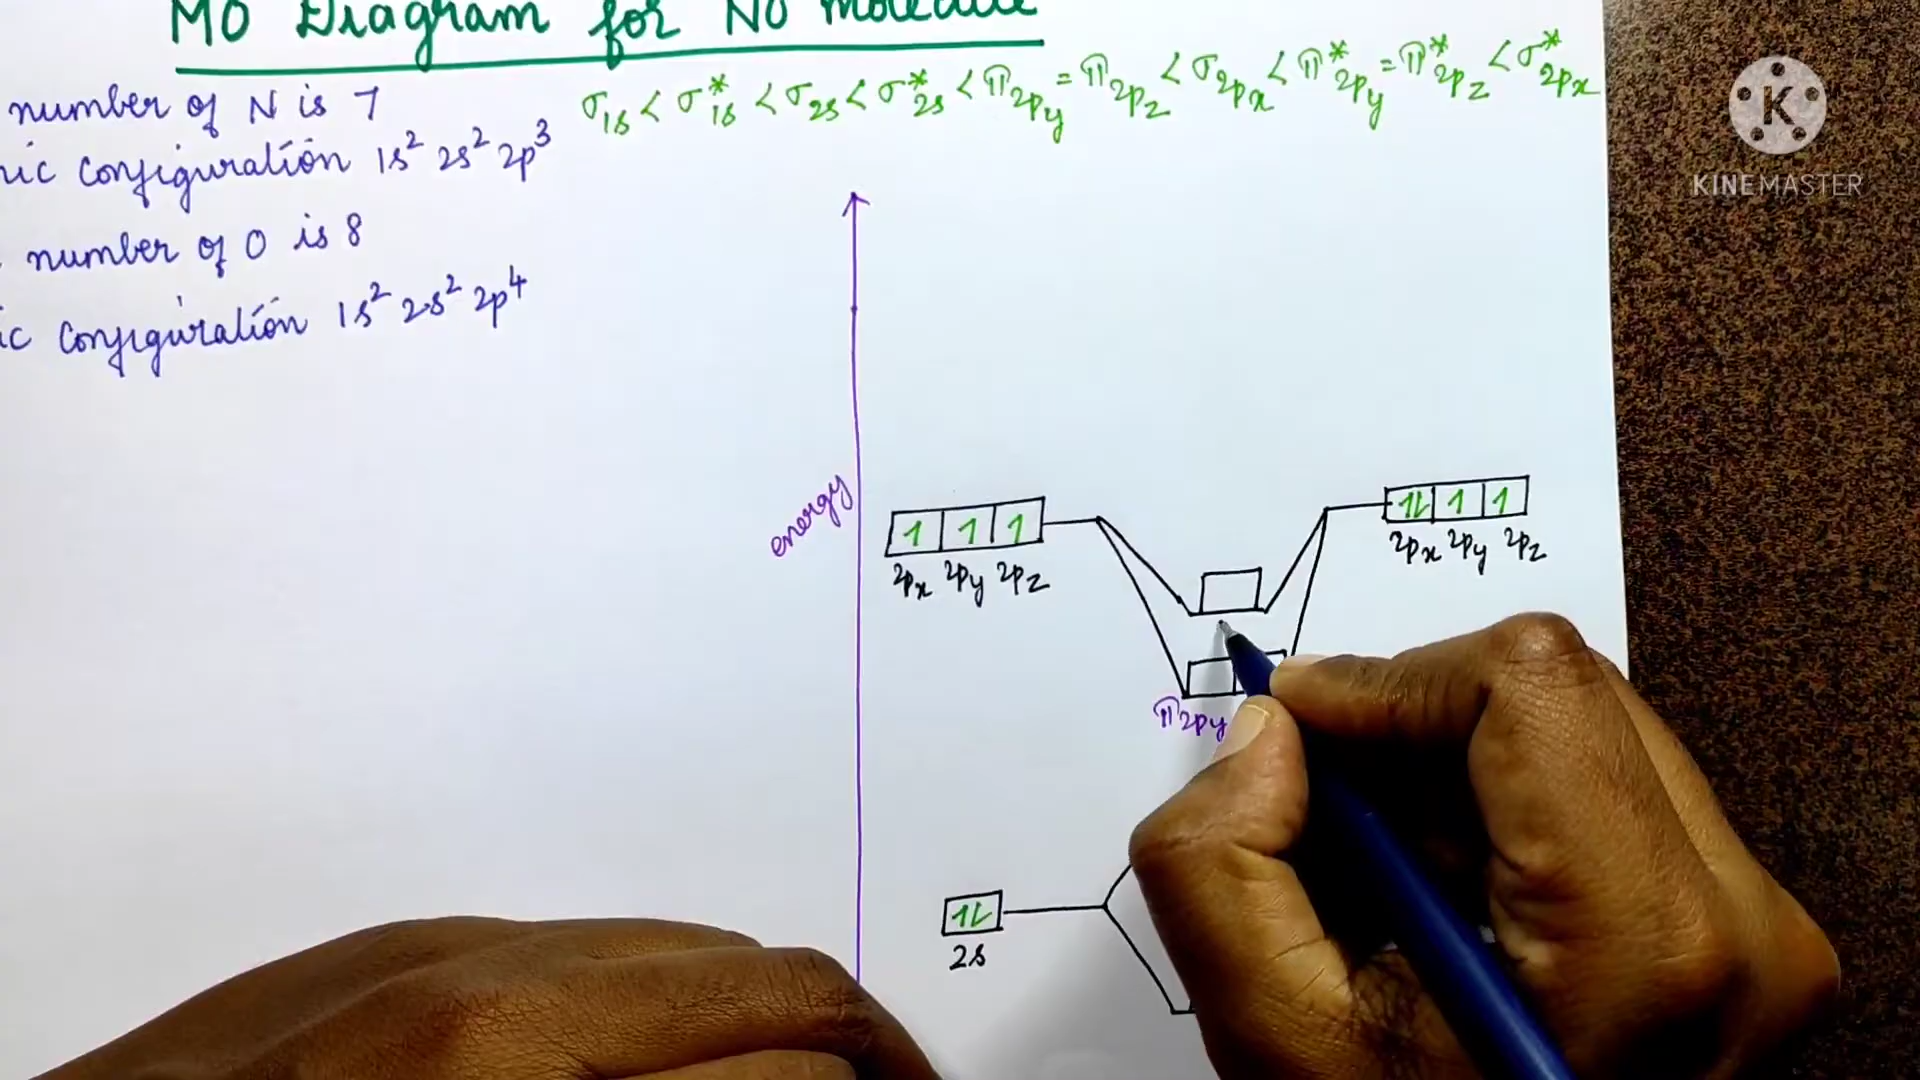 MO Diagram for NO molecule
number of N is 7
σ1s < σ*1s < σ2s < σ*2s < π2py = π2pz < σ2px < π*2py = π*2pz < σ*2px
configuration 1s² 2s² 2p³
number of O is 8
configuration 1s² 2s² 2p⁴
KINEMASTER
energy
1 1 1
2px 2py 2pz
1L 1 1
2px 2py 2pz
π2py
1L
2s